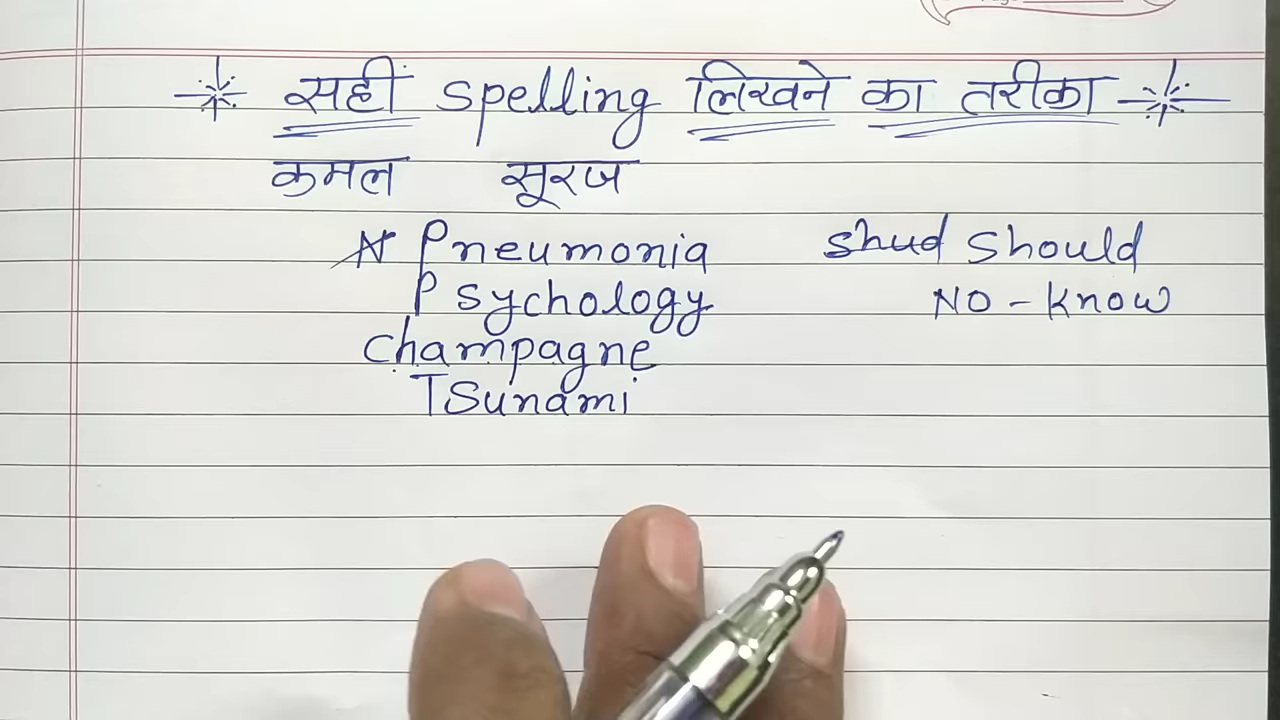 सही spelling लिखने का तरीका
कमल सूरज
N Pneumonia shud Should
Psychology NO - Know
Champagne
TSunami